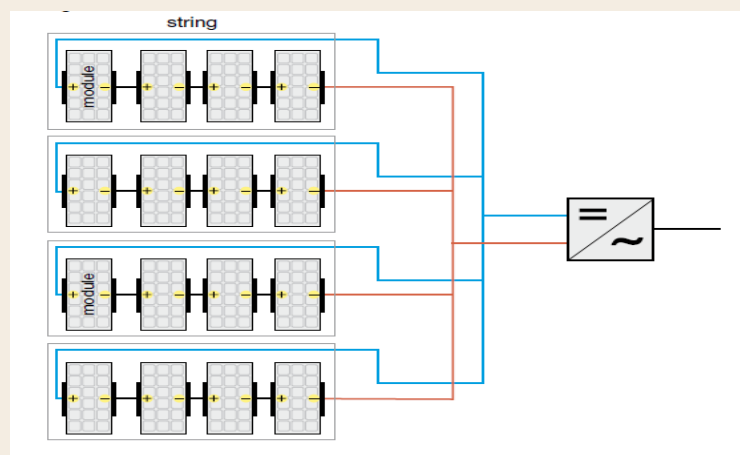 string
module
+ − + − + − + −
+ − + − + − + −
module
+ − + − + − + −
+ − + − + − + −
=
~